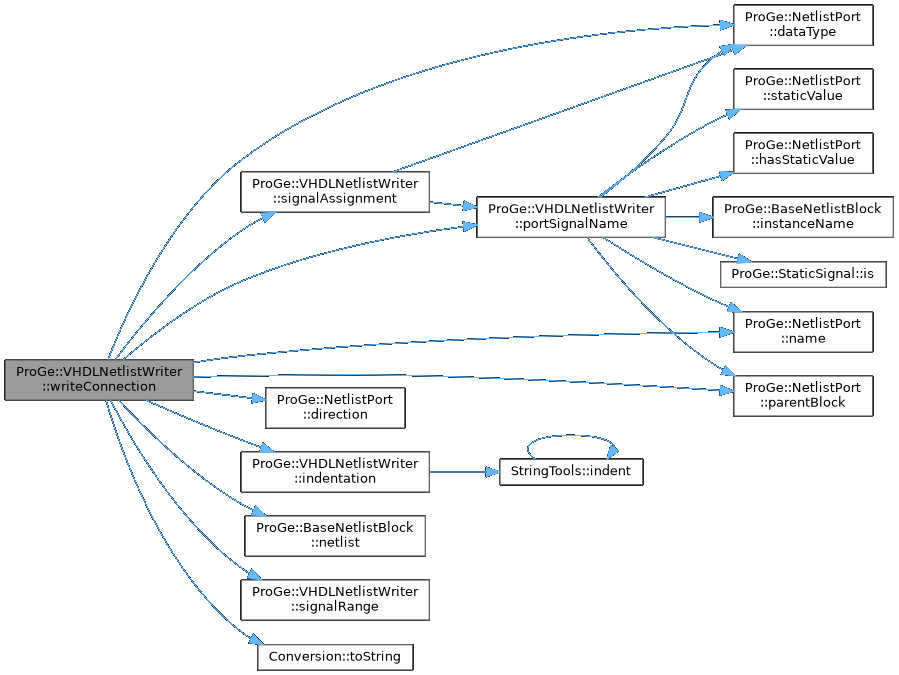 ProGe::VHDLNetlistWriter
::writeConnection
ProGe::VHDLNetlistWriter
::signalAssignment
ProGe::NetlistPort
::direction
ProGe::VHDLNetlistWriter
::indentation
ProGe::BaseNetlistBlock
::netlist
ProGe::VHDLNetlistWriter
::signalRange
Conversion::toString
ProGe::VHDLNetlistWriter
::portSignalName
StringTools::indent
ProGe::NetlistPort
::dataType
ProGe::NetlistPort
::staticValue
ProGe::NetlistPort
::hasStaticValue
ProGe::BaseNetlistBlock
::instanceName
ProGe::StaticSignal::is
ProGe::NetlistPort
::name
ProGe::NetlistPort
::parentBlock